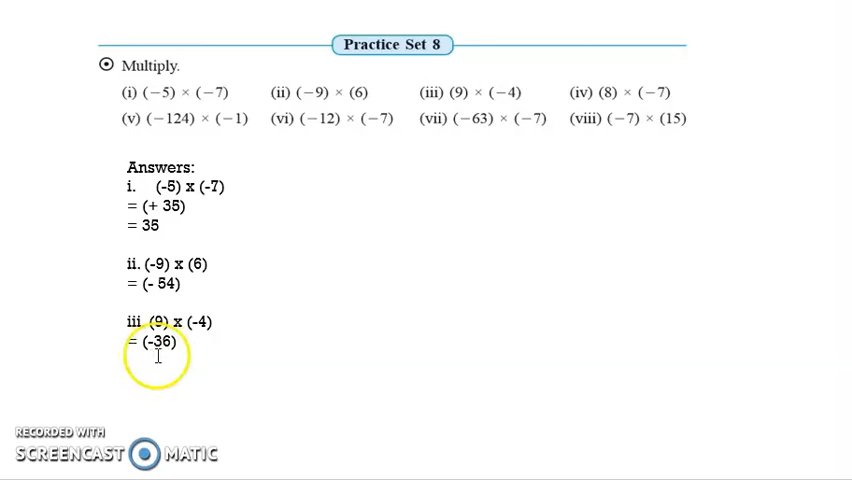 Practice Set 8
Multiply.
(i) (−5) × (−7) (ii) (−9) × (6) (iii) (9) × (−4) (iv) (8) × (−7)
(v) (−124) × (−1) (vi) (−12) × (−7) (vii) (−63) × (−7) (viii) (−7) × (15)
Answers:
i. (-5) x (-7)
= (+ 35)
= 35
ii. (-9) x (6)
= (- 54)
iii (9) x (-4)
= (-36)
RECORDED WITH
SCREENCAST MATIC